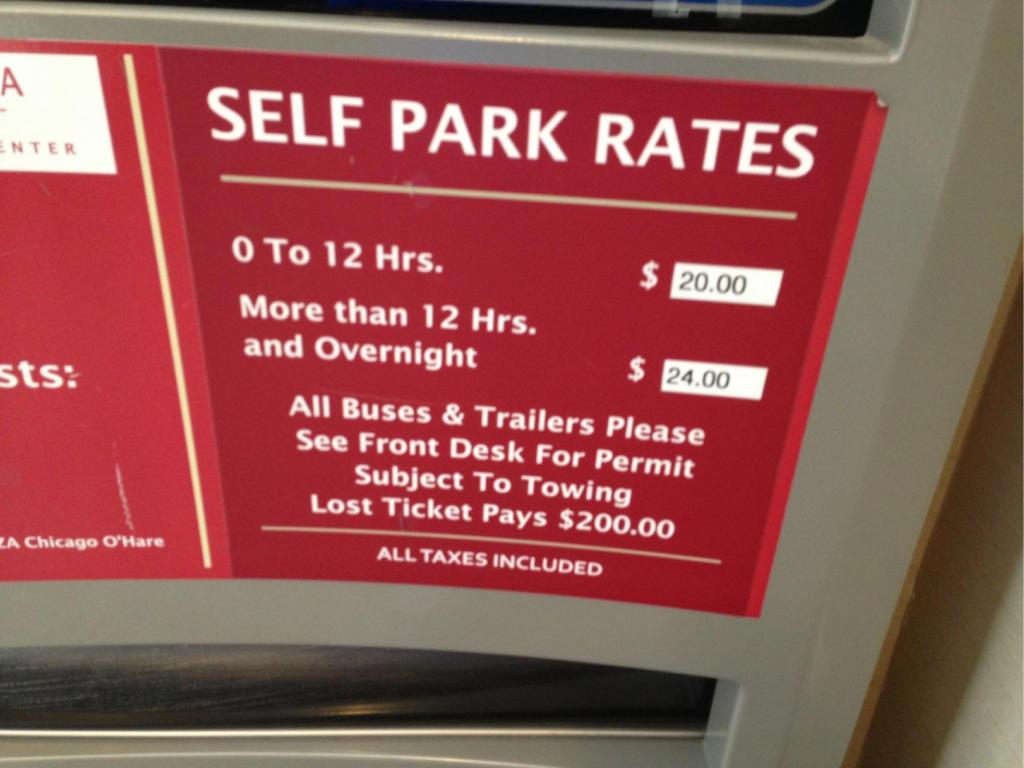 A
ENTER
sts:
ZA Chicago O'Hare
SELF PARK RATES
0 To 12 Hrs. $ 20.00
More than 12 Hrs.
and Overnight $ 24.00
All Buses & Trailers Please
See Front Desk For Permit
Subject To Towing
Lost Ticket Pays $200.00
ALL TAXES INCLUDED